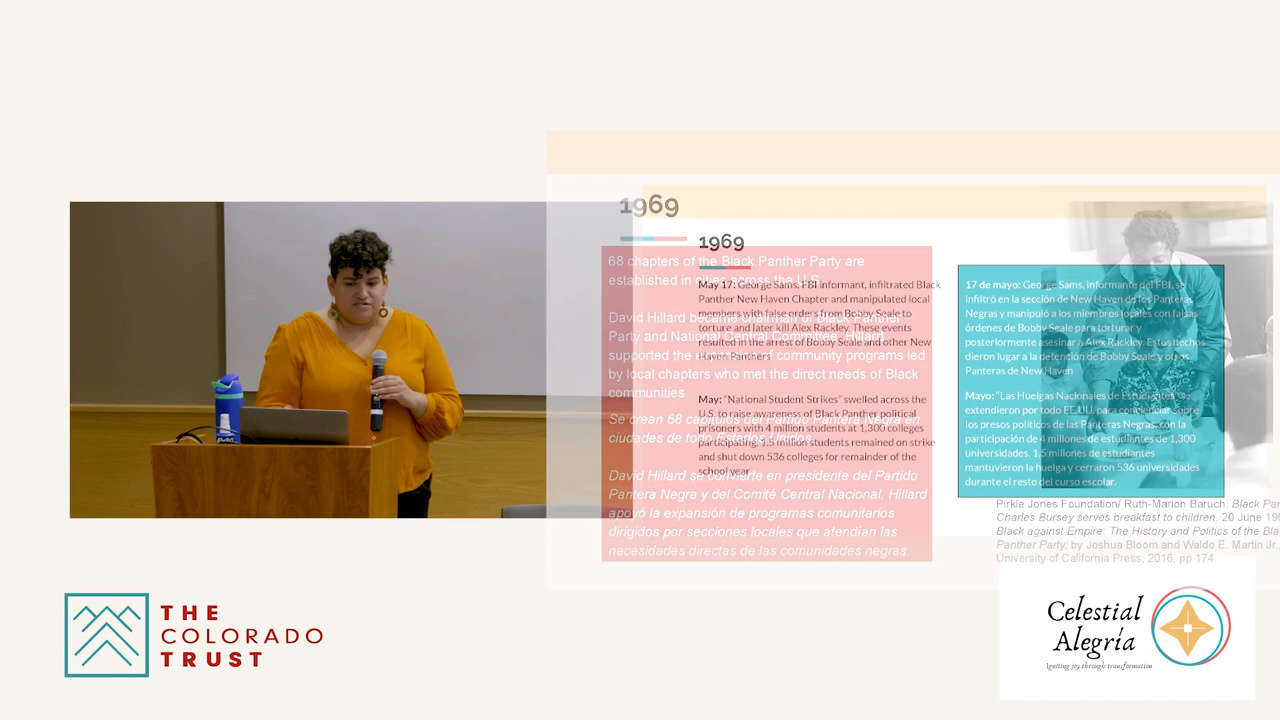 1969
68 chapters of the Black Panther Party are
established in cities across the U.S.
David Hillard became chairman of Black Panther
Party and National Central Committee. Hillard
supported the expansion of community programs led
by local chapters who met the direct needs of Black
communities
Se crean 68 capítulos del Partido Pantera Negra en
ciudades de todo Estados Unidos.
David Hillard se convierte en presidente del Partido
Pantera Negra y del Comité Central Nacional. Hillard
apoyó la expansión de programas comunitarios
dirigidos por secciones locales que atendían las
necesidades directas de las comunidades negras.
1969
May 17: George Sams, FBI informant, infiltrated Black
Panther New Haven Chapter and manipulated local
members with false orders from Bobby Seale to
torture and later kill Alex Rackley. These events
resulted in the arrest of Bobby Seale and other New
Haven Panthers
May: "National Student Strikes" swelled across the
U.S. to raise awareness of Black Panther political
prisoners with 4 million students at 1,300 colleges
participating. 1.5 million students remained on strike
and shut down 536 colleges for remainder of the
school year
17 de mayo: George Sams, informante del FBI, se
infiltró en la sección de New Haven de los Panteras
Negras y manipuló a los miembros locales con falsas
órdenes de Bobby Seale para torturar y
posteriormente asesinar a Alex Rackley. Estos hechos
dieron lugar a la detención de Bobby Seale y otros
Panteras de New Haven
Mayo: "Las Huelgas Nacionales de Estudiantes" se
extendieron por todo EE.UU. para concienciar sobre
los presos políticos de las Panteras Negras, con la
participación de 4 millones de estudiantes de 1,300
universidades. 1,5 millones de estudiantes
mantuvieron la huelga y cerraron 536 universidades
durante el resto del curso escolar.
Pirkle Jones Foundation/ Ruth-Marion Baruch. Black
Charles Bursey serves breakfast to children, 20 June
Black against Empire: The History and Politics of the
Panther Party, by Joshua Bloom and Waldo E. Martin Jr.,
University of California Press, 2016, pp 174.
THE
COLORADO
TRUST
Celestial
Alegría
Igniting joy through transformation